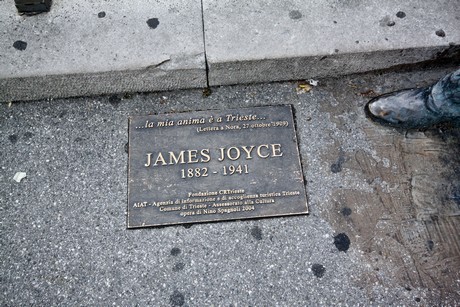 ...la mia anima è a Trieste...
(Lettera a Nora, 27 ottobre 1909)
JAMES JOYCE
1882 - 1941
Fondazione CRTrieste
AIAT - Agenzia di informazione e di accoglienza turistica Trieste
Comune di Trieste - Assessorato alla Cultura
opera di Nino Spagnoli 2004